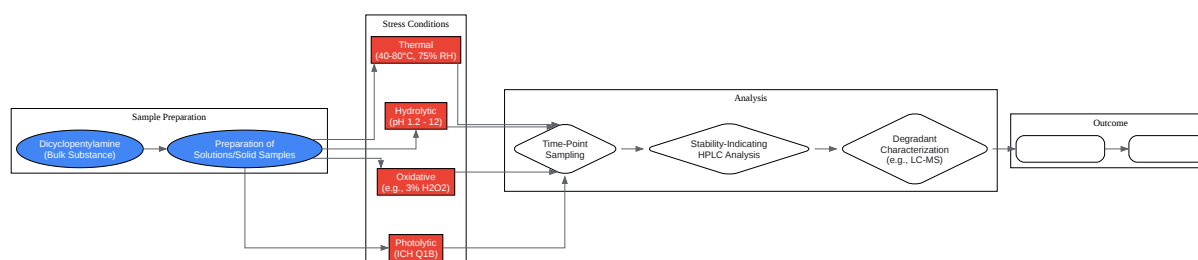 Sample Preparation
Dicyclopentylamine
(Bulk Substance)
Preparation of
Solutions/Solid Samples
Stress Conditions
Thermal
(40-80°C, 75% RH)
Hydrolytic
(pH 1.2 - 12)
Oxidative
(e.g., 3% H2O2)
Photolytic
(ICH Q1B)
Analysis
Time-Point
Sampling
Stability-Indicating
HPLC Analysis
Degradant
Characterization
(e.g., LC-MS)
Outcome